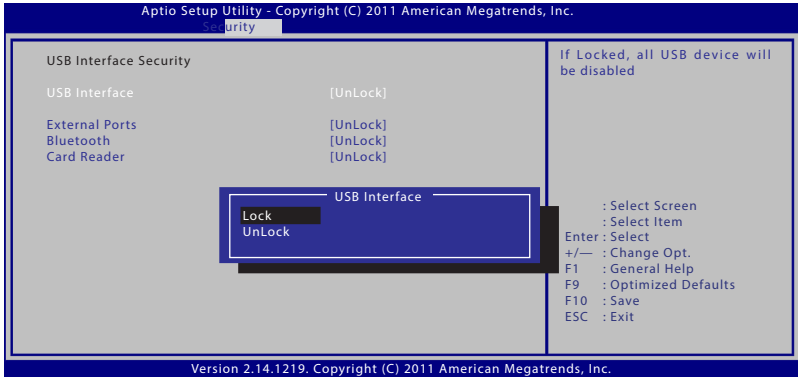 Aptio Setup Utility - Copyright (C) 2011 American Megatrends, Inc.
Security
USB Interface Security
USB Interface [UnLock]
External Ports [UnLock]
Bluetooth [UnLock]
Card Reader [UnLock]
USB Interface
Lock
UnLock
If Locked, all USB device will
be disabled
: Select Screen
: Select Item
Enter : Select
+/— : Change Opt.
F1 : General Help
F9 : Optimized Defaults
F10 : Save
ESC : Exit
Version 2.14.1219. Copyright (C) 2011 American Megatrends, Inc.